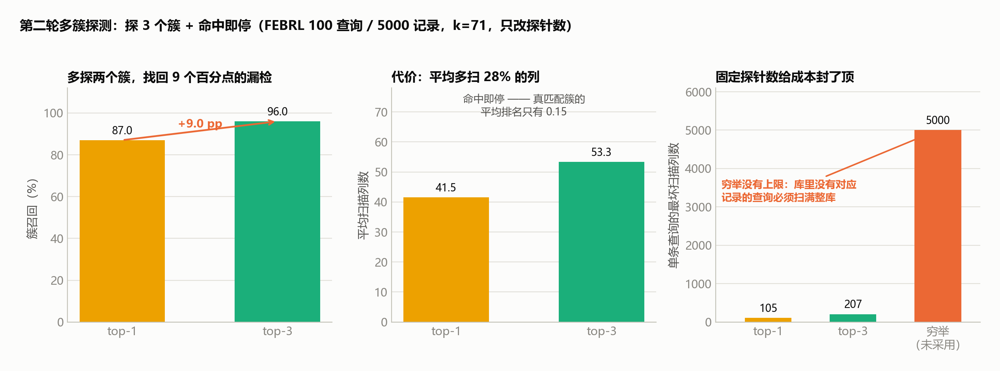 第二轮多簇探测：探 3 个簇 + 命中即停（FEBRL 100 查询 / 5000 记录，k=71，只改探针数）
多探两个簇，找回 9 个百分点的漏检
簇召回（%）
100
80
60
40
20
0
87.0
+9.0 pp
96.0
top-1
top-3
代价：平均多扫 28% 的列
命中即停 —— 真匹配簇的
平均排名只有 0.15
平均扫描列数
70
60
50
40
30
20
10
0
41.5
53.3
top-1
top-3
固定探针数给成本封了顶
单条查询的最坏扫描列数
6000
5000
4000
3000
2000
1000
0
105
207
5000
穷举没有上限：库里没有对应
记录的查询必须扫满整库
top-1
top-3
穷举
（未采用）